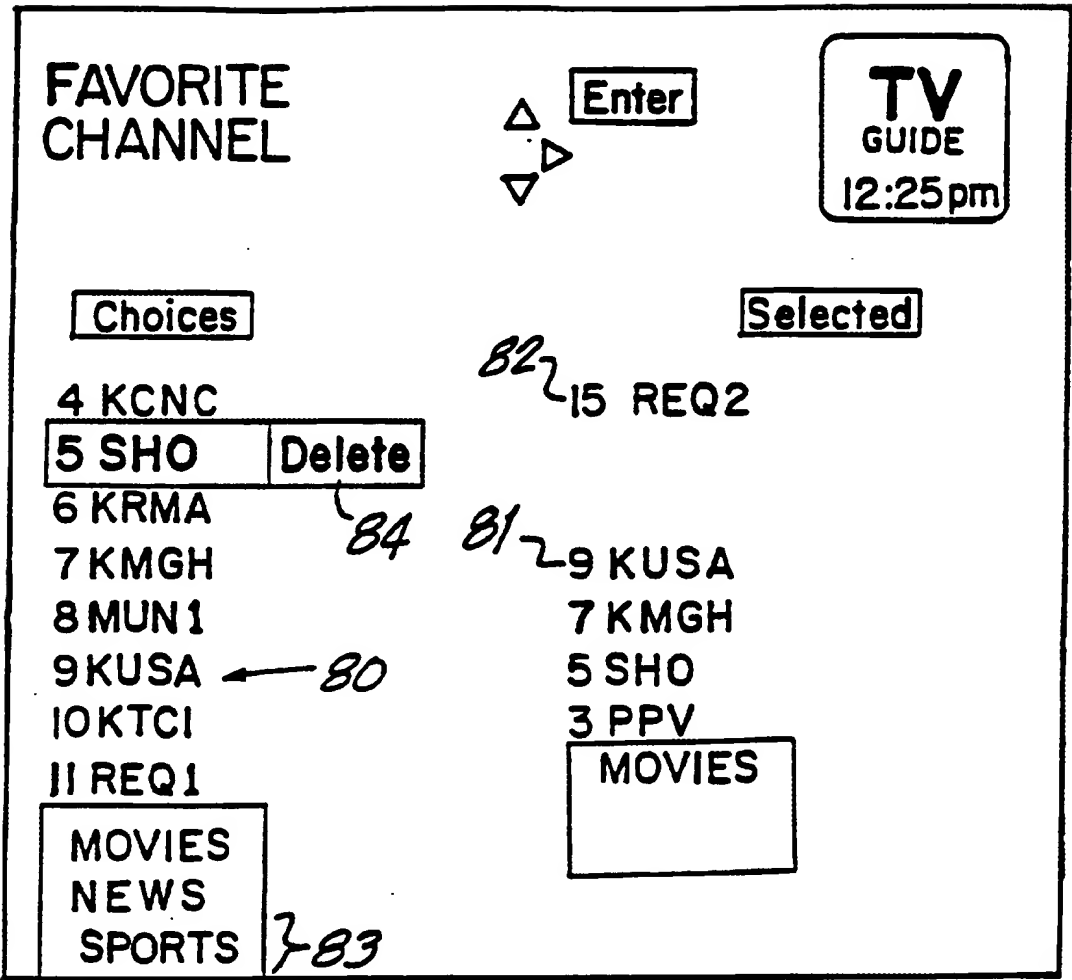 FAVORITE
CHANNEL
Enter
TV
GUIDE
12:25pm
Choices
Selected
82
4 KCNC
15 REQ2
5 SHO Delete
6 KRMA
84
81
7 KMGH
9 KUSA
8 MUN1
7 KMGH
9 KUSA
80
5 SHO
10 KTCI
3 PPV
11 REQ1
MOVIES
MOVIES
NEWS
SPORTS
83